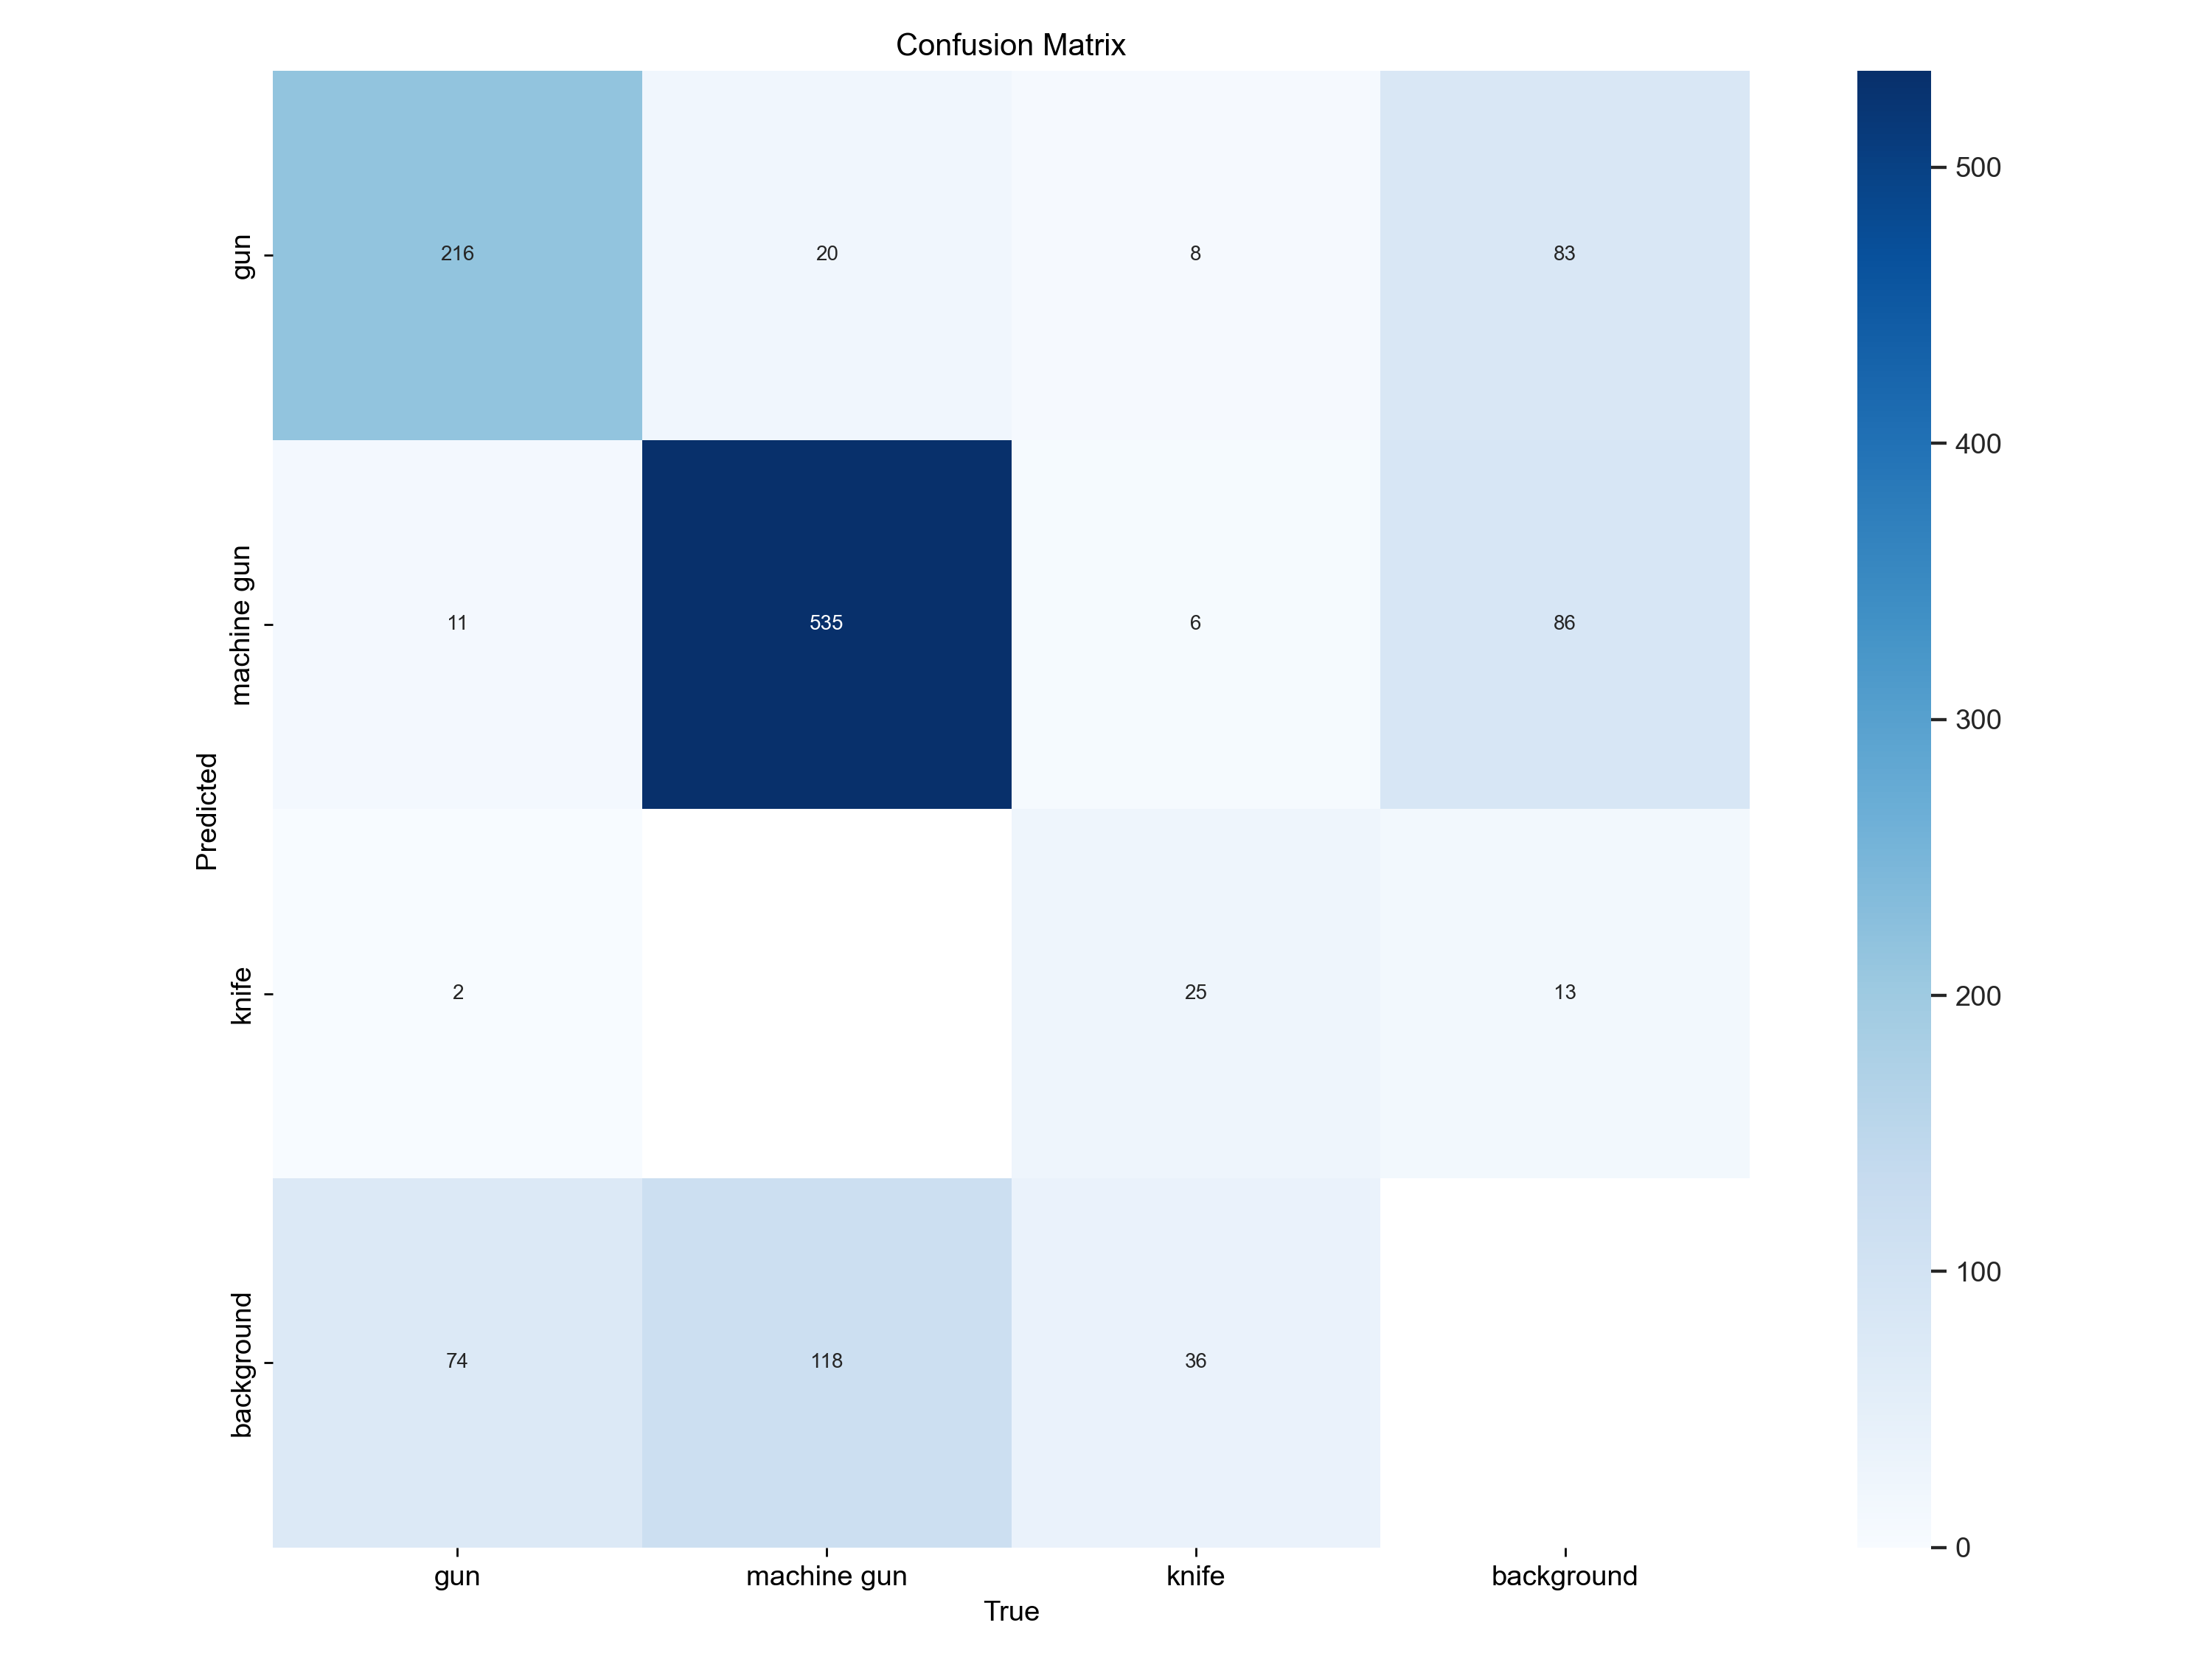 Confusion Matrix
gun
216
20
8
83
machine gun
11
535
6
86
knife
2
25
13
background
74
118
36
Predicted
gun
machine gun
knife
background
True
500
400
300
200
100
0